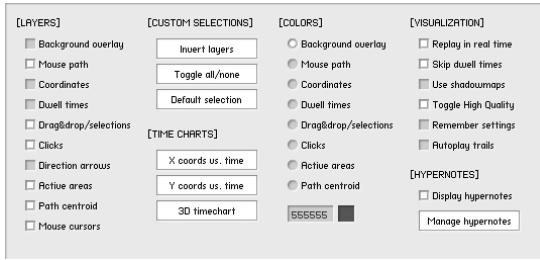 [LAYERS]
Background overlay
Mouse path
Coordinates
Dwell times
Drag&drop/selections
Clicks
Direction arrows
Active areas
Path centroid
Mouse cursors
[CUSTOM SELECTIONS]
Invert layers
Toggle all/none
Default selection
[TIME CHARTS]
X coords vs. time
Y coords vs. time
3D timechart
[COLORS]
Background overlay
Mouse path
Coordinates
Dwell times
Drag&drop/selections
Clicks
Active areas
Path centroid
555555
[VISUALIZATION]
Replay in real time
Skip dwell times
Use shadowmaps
Toggle High Quality
Remember settings
Autoplay trails
[HYPERNOTES]
Display hypernotes
Manage hypernotes